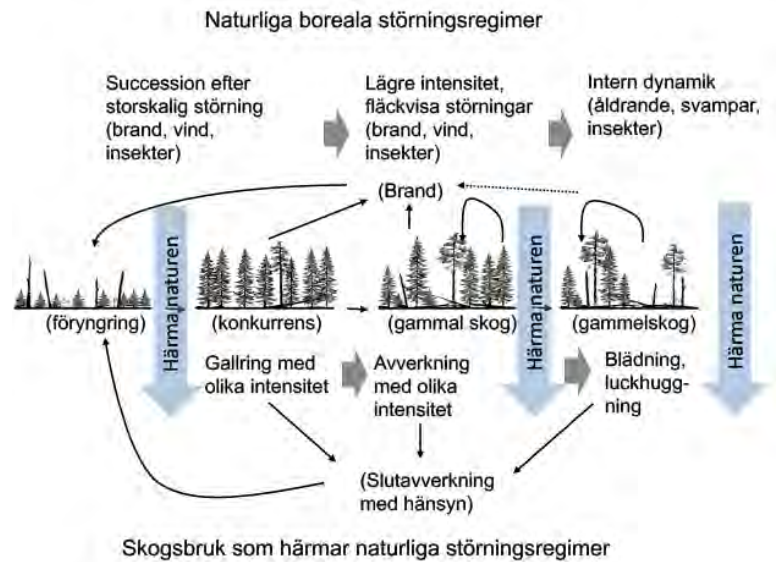 Naturliga boreala störningsregimer
Succession efter
storskalig störning
(brand, vind,
insekter)
Lägre intensitet,
fläckvisa störningar
(brand, vind,
insekter)
Intern dynamik
(åldrande, svampar,
insekter)
(Brand)
Härma naturen
Härma naturen
Härma naturen
(föryngring)
(konkurrens)
(gammal skog)
(gammelskog)
Gallring med
olika intensitet
Avverkning
med olika
intensitet
Blädning,
luckhugg-
ning
(Slutavverkning
med hänsyn)
Skogsbruk som härmar naturliga störningsregimer